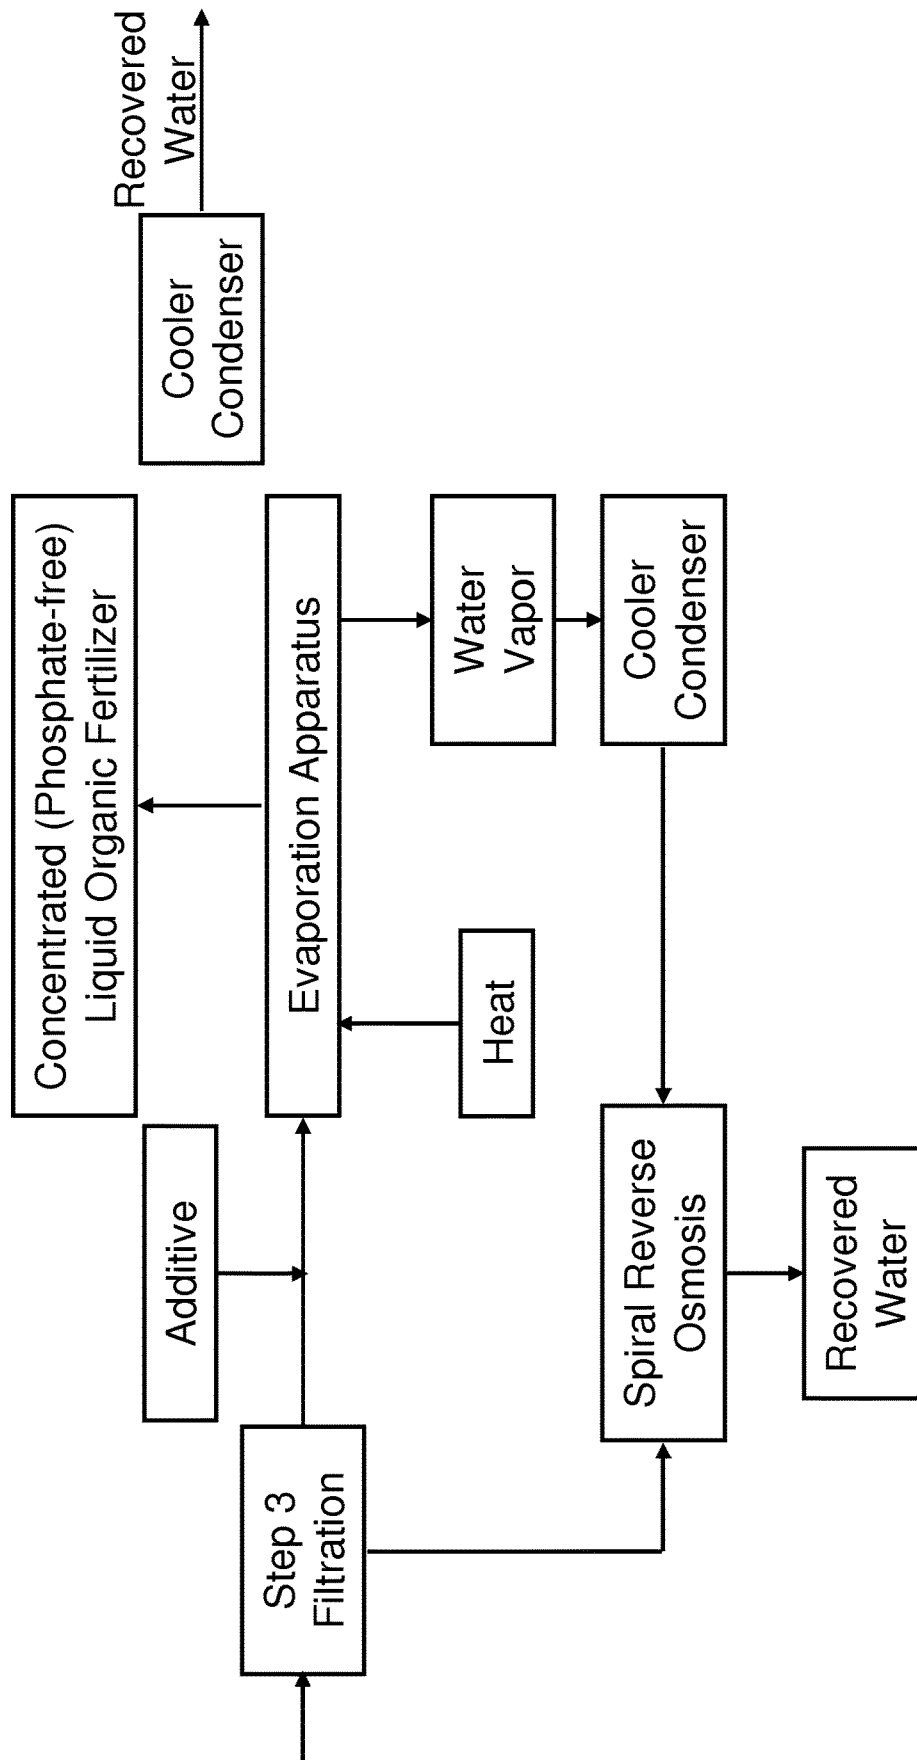 Concentrated (Phosphate-free)
Liquid Organic Fertilizer
Recovered
Water
Cooler
Condenser
Additive
Step 3
Filtration
Evaporation Apparatus
Heat
Water
Vapor
Spiral Reverse
Osmosis
Cooler
Condenser
Recovered
Water